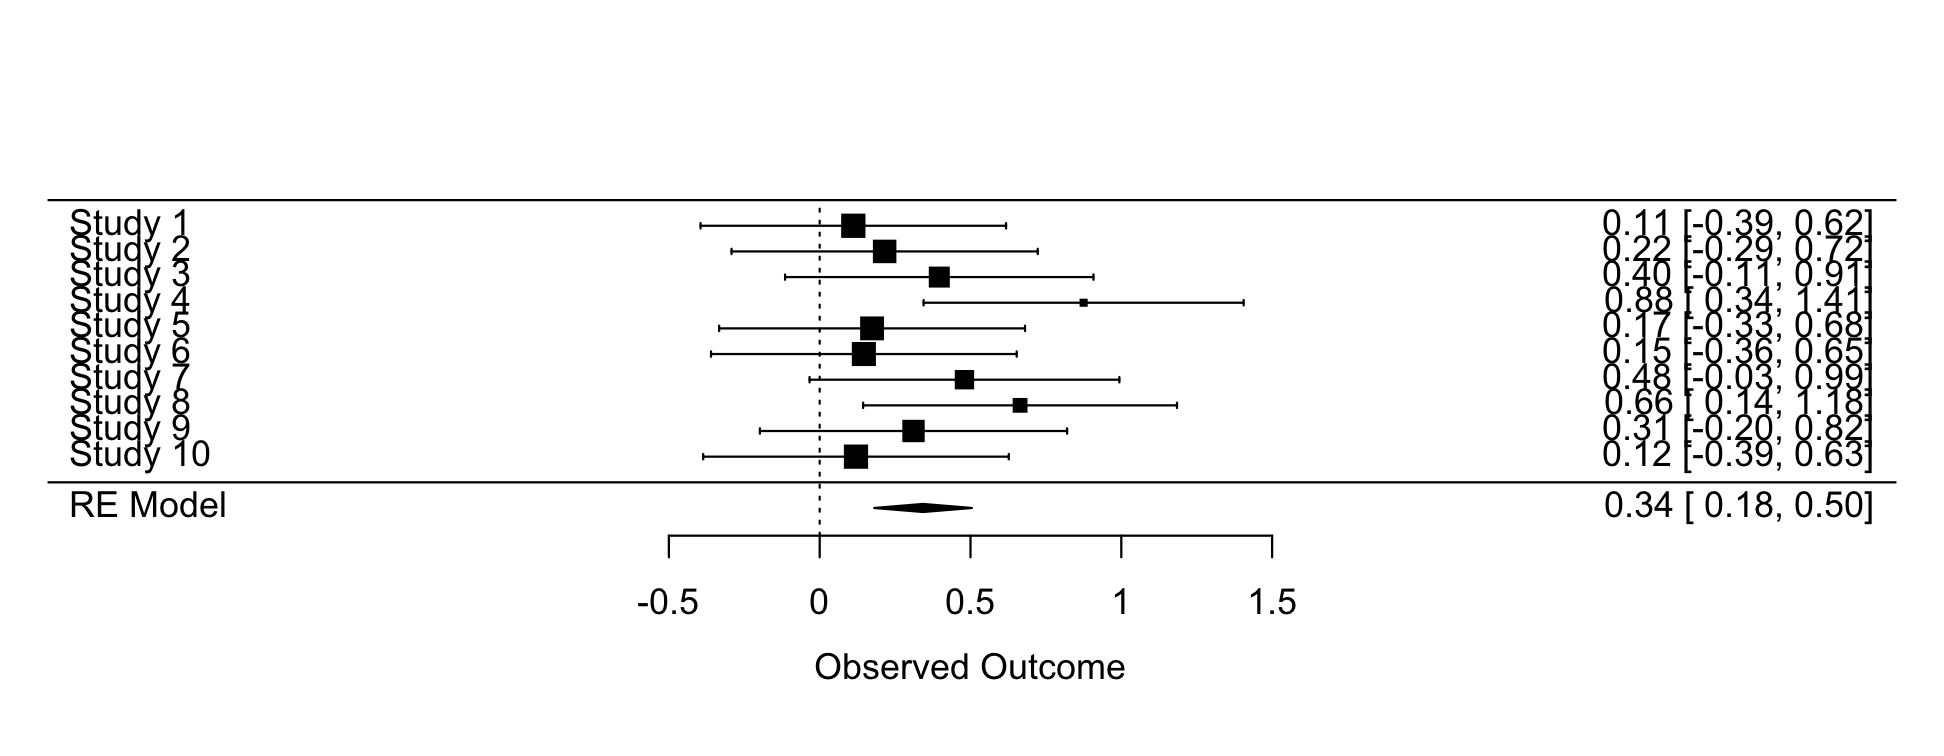 Study 1 0.11 [-0.39, 0.62]
Study 2 0.22 [-0.29, 0.72]
Study 3 0.40 [-0.11, 0.91]
Study 4 0.88 [ 0.34, 1.41]
Study 5 0.17 [-0.33, 0.68]
Study 6 0.15 [-0.36, 0.65]
Study 7 0.48 [-0.03, 0.99]
Study 8 0.66 [ 0.14, 1.18]
Study 9 0.31 [-0.20, 0.82]
Study 10 0.12 [-0.39, 0.63]
RE Model 0.34 [ 0.18, 0.50]
-0.5 0 0.5 1 1.5
Observed Outcome